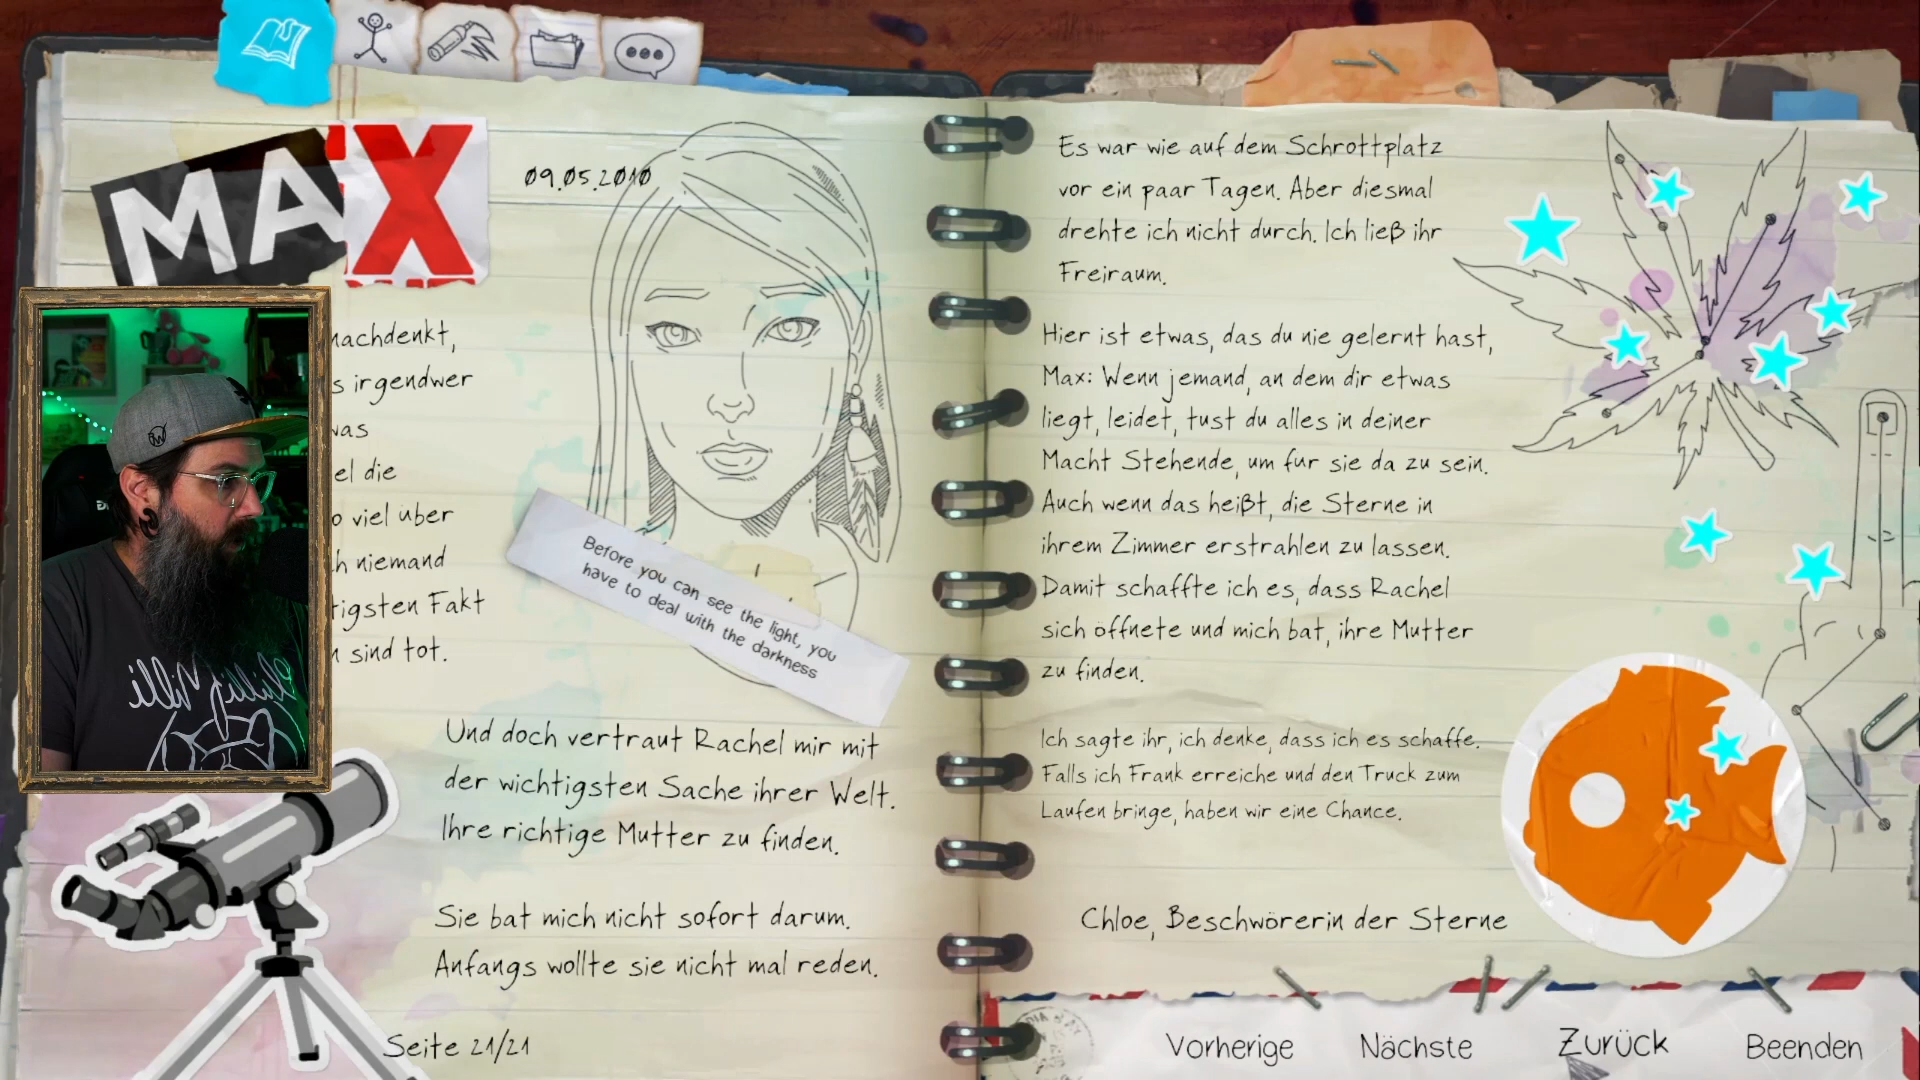 MAX
09.05.2010
nachdenkt,
s irgendwer
was
el die
o viel über
h niemand
tigsten Fakt
n sind tot.
Before you can see the light, you
have to deal with the darkness
Und doch vertraut Rachel mir mit
der wichtigsten Sache ihrer Welt.
Ihre richtige Mutter zu finden.
Sie bat mich nicht sofort darum.
Anfangs wollte sie nicht mal reden.
Seite 21/21
Es war wie auf dem Schrottplatz
vor ein paar Tagen. Aber diesmal
drehte ich nicht durch. Ich ließ ihr
Freiraum.
Hier ist etwas, das du nie gelernt hast,
Max: Wenn jemand, an dem dir etwas
liegt, leidet, tust du alles in deiner
Macht Stehende, um für sie da zu sein.
Auch wenn das heißt, die Sterne in
ihrem Zimmer erstrahlen zu lassen.
Damit schaffte ich es, dass Rachel
sich öffnete und mich bat, ihre Mutter
zu finden.
Ich sagte ihr, ich denke, dass ich es schaffe.
Falls ich Frank erreiche und den Truck zum
Laufen bringe, haben wir eine Chance.
Chloe, Beschwörerin der Sterne
Vorherige
Nächste
Zurück
Beenden